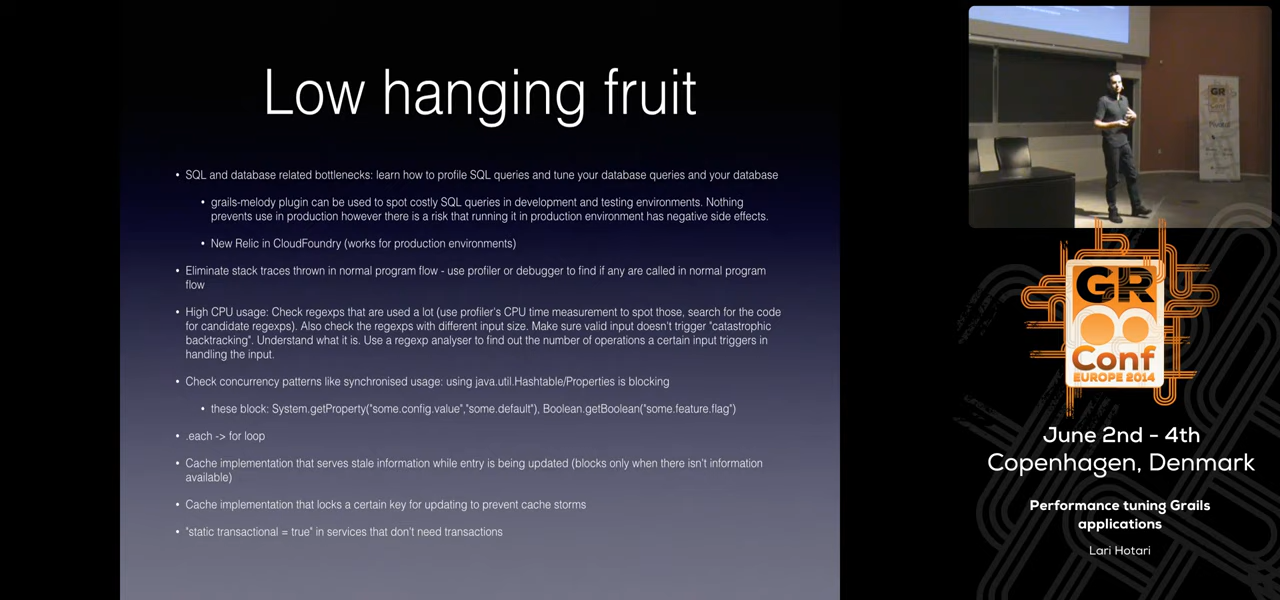 Low hanging fruit
• SQL and database related bottlenecks: learn how to profile SQL queries and tune your database queries and your database
• grails-melody plugin can be used to spot costly SQL queries in development and testing environments. Nothing
prevents use in production however there is a risk that running it in production environment has negative side effects.
• New Relic in CloudFoundry (works for production environments)
• Eliminate stack traces thrown in normal program flow - use profiler or debugger to find if any are called in normal program
flow
• High CPU usage: Check regexps that are used a lot (use profiler's CPU time measurement to spot those, search for the code
for candidate regexps). Also check the regexps with different input size. Make sure valid input doesn't trigger "catastrophic
backtracking". Understand what it is. Use a regexp analyser to find out the number of operations a certain input triggers in
handling the input.
• Check concurrency patterns like synchronised usage: using java.util.Hashtable/Properties is blocking
• these block: System.getProperty("some.config.value","some.default"), Boolean.getBoolean("some.feature.flag")
• .each -> for loop
• Cache implementation that serves stale information while entry is being updated (blocks only when there isn't information
available)
• Cache implementation that locks a certain key for updating to prevent cache storms
• "static transactional = true" in services that don't need transactions
GR
Conf
GR
Conf
EUROPE 2014
June 2nd - 4th
Copenhagen, Denmark
Performance tuning Grails
applications
Lari Hotari